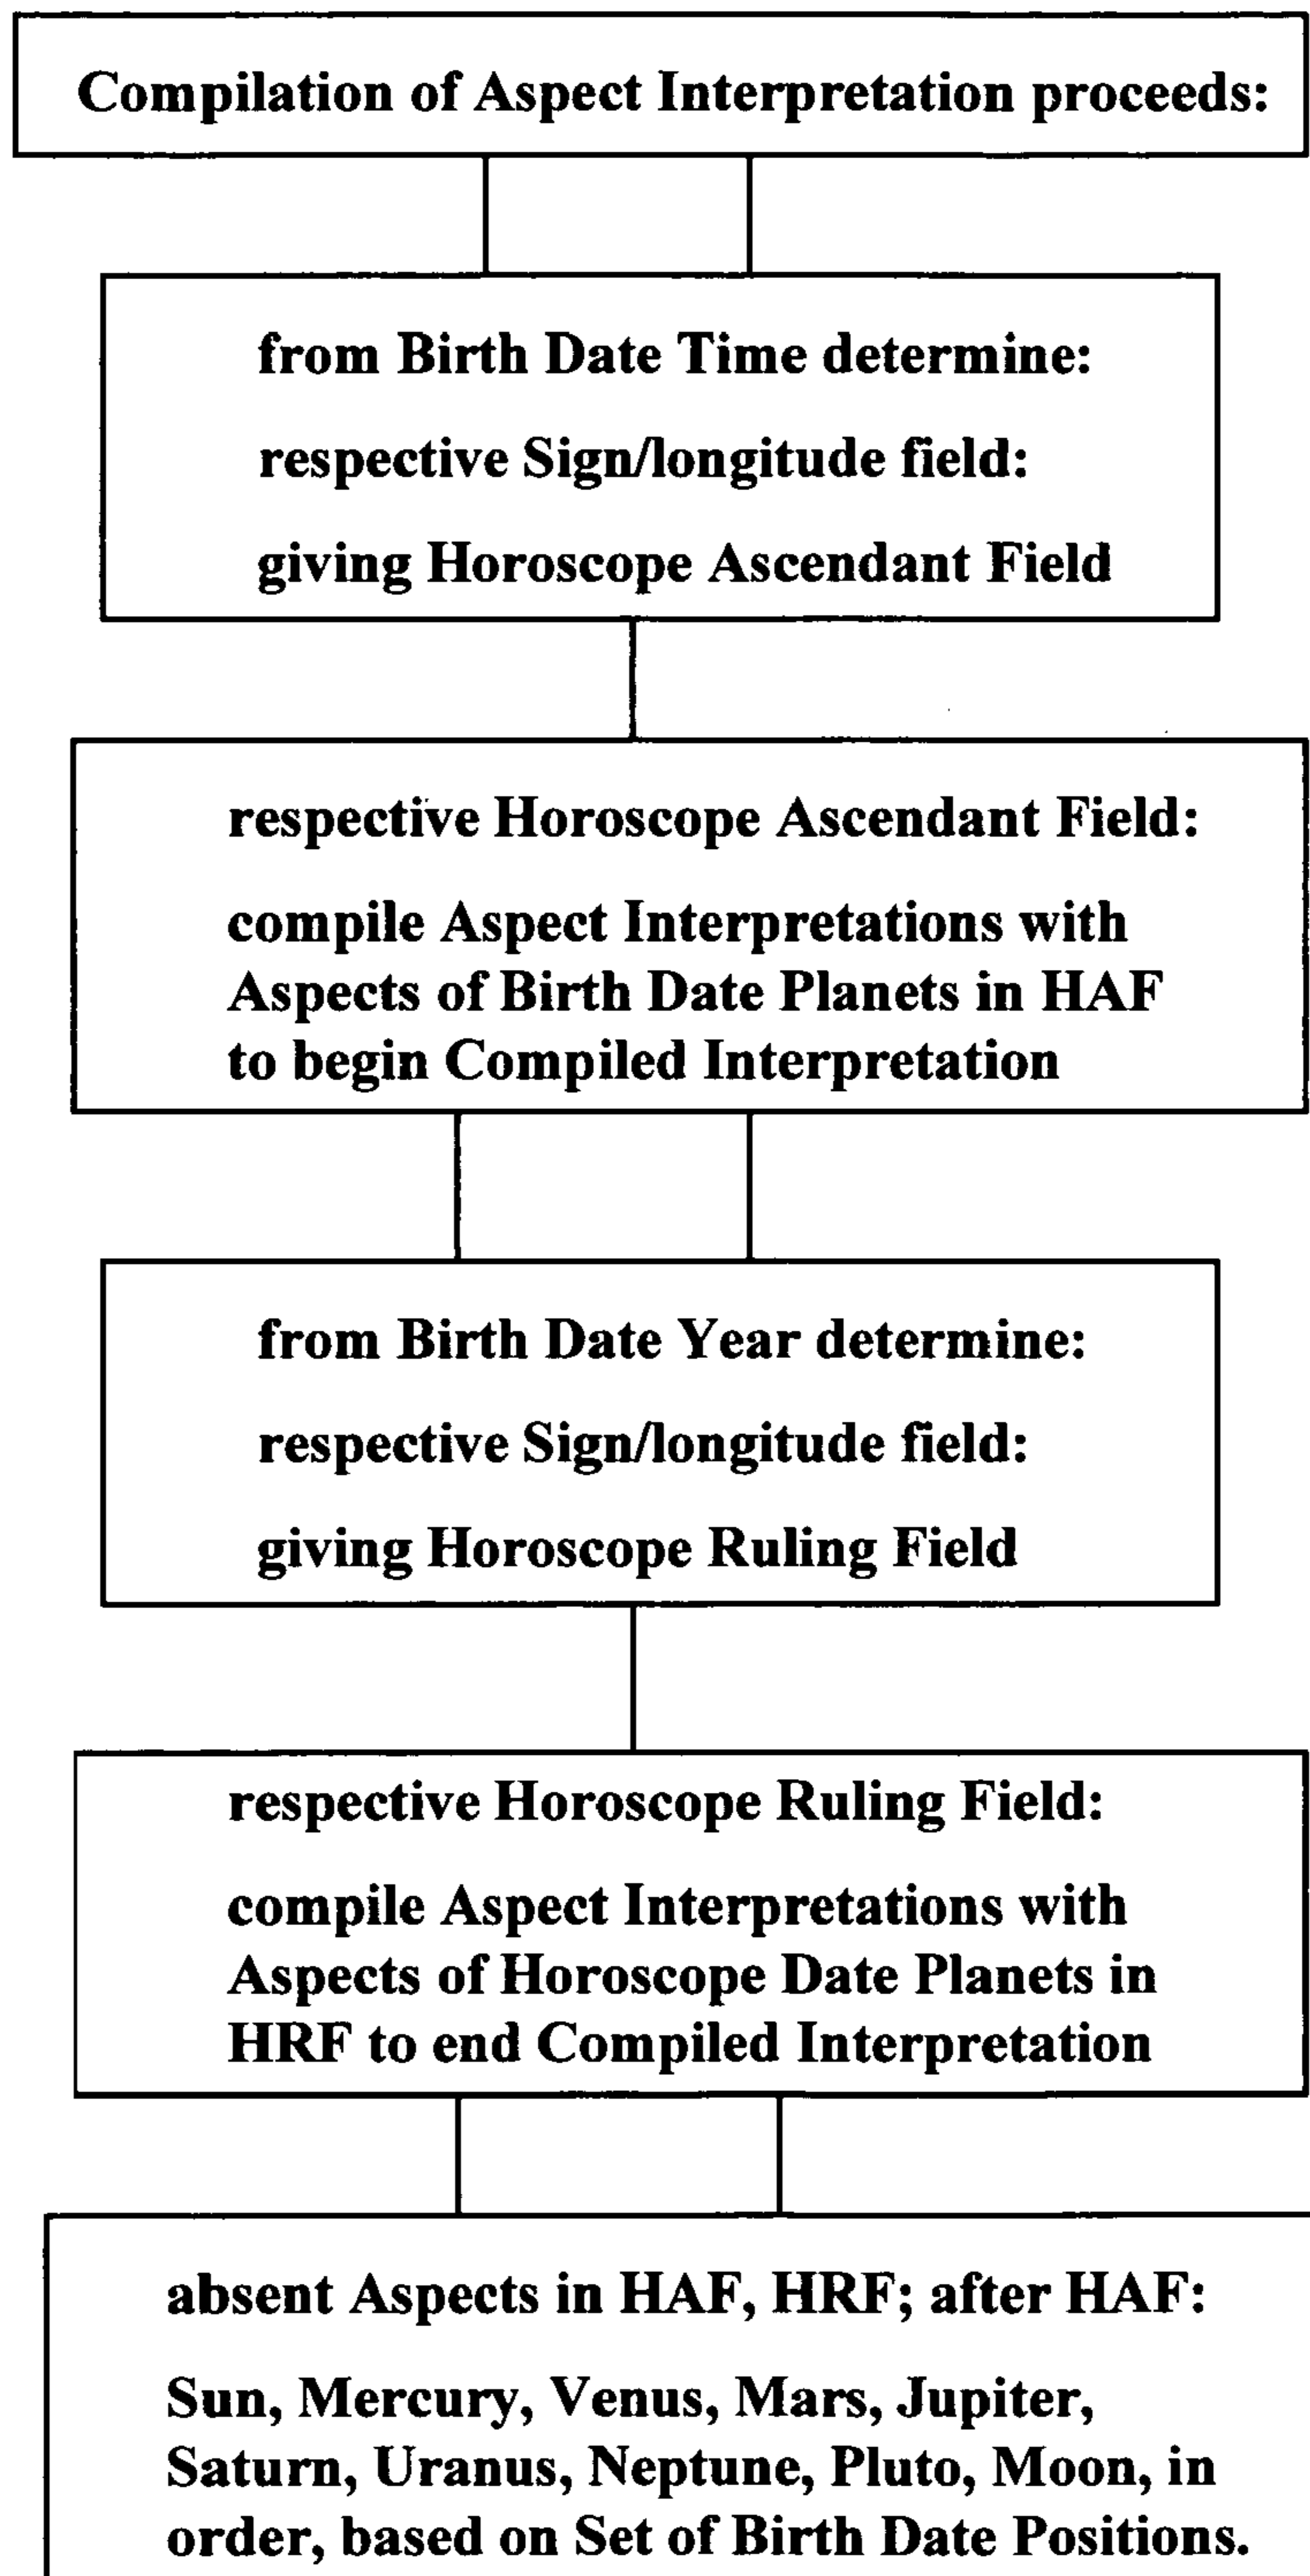 Compilation of Aspect Interpretation proceeds:
from Birth Date Time determine:
respective Sign/longitude field:
giving Horoscope Ascendant Field
respective Horoscope Ascendant Field:
compile Aspect Interpretations with
Aspects of Birth Date Planets in HAF
to begin Compiled Interpretation
from Birth Date Year determine:
respective Sign/longitude field:
giving Horoscope Ruling Field
respective Horoscope Ruling Field:
compile Aspect Interpretations with
Aspects of Horoscope Date Planets in
HRF to end Compiled Interpretation
absent Aspects in HAF, HRF; after HAF:
Sun, Mercury, Venus, Mars, Jupiter,
Saturn, Uranus, Neptune, Pluto, Moon, in
order, based on Set of Birth Date Positions.